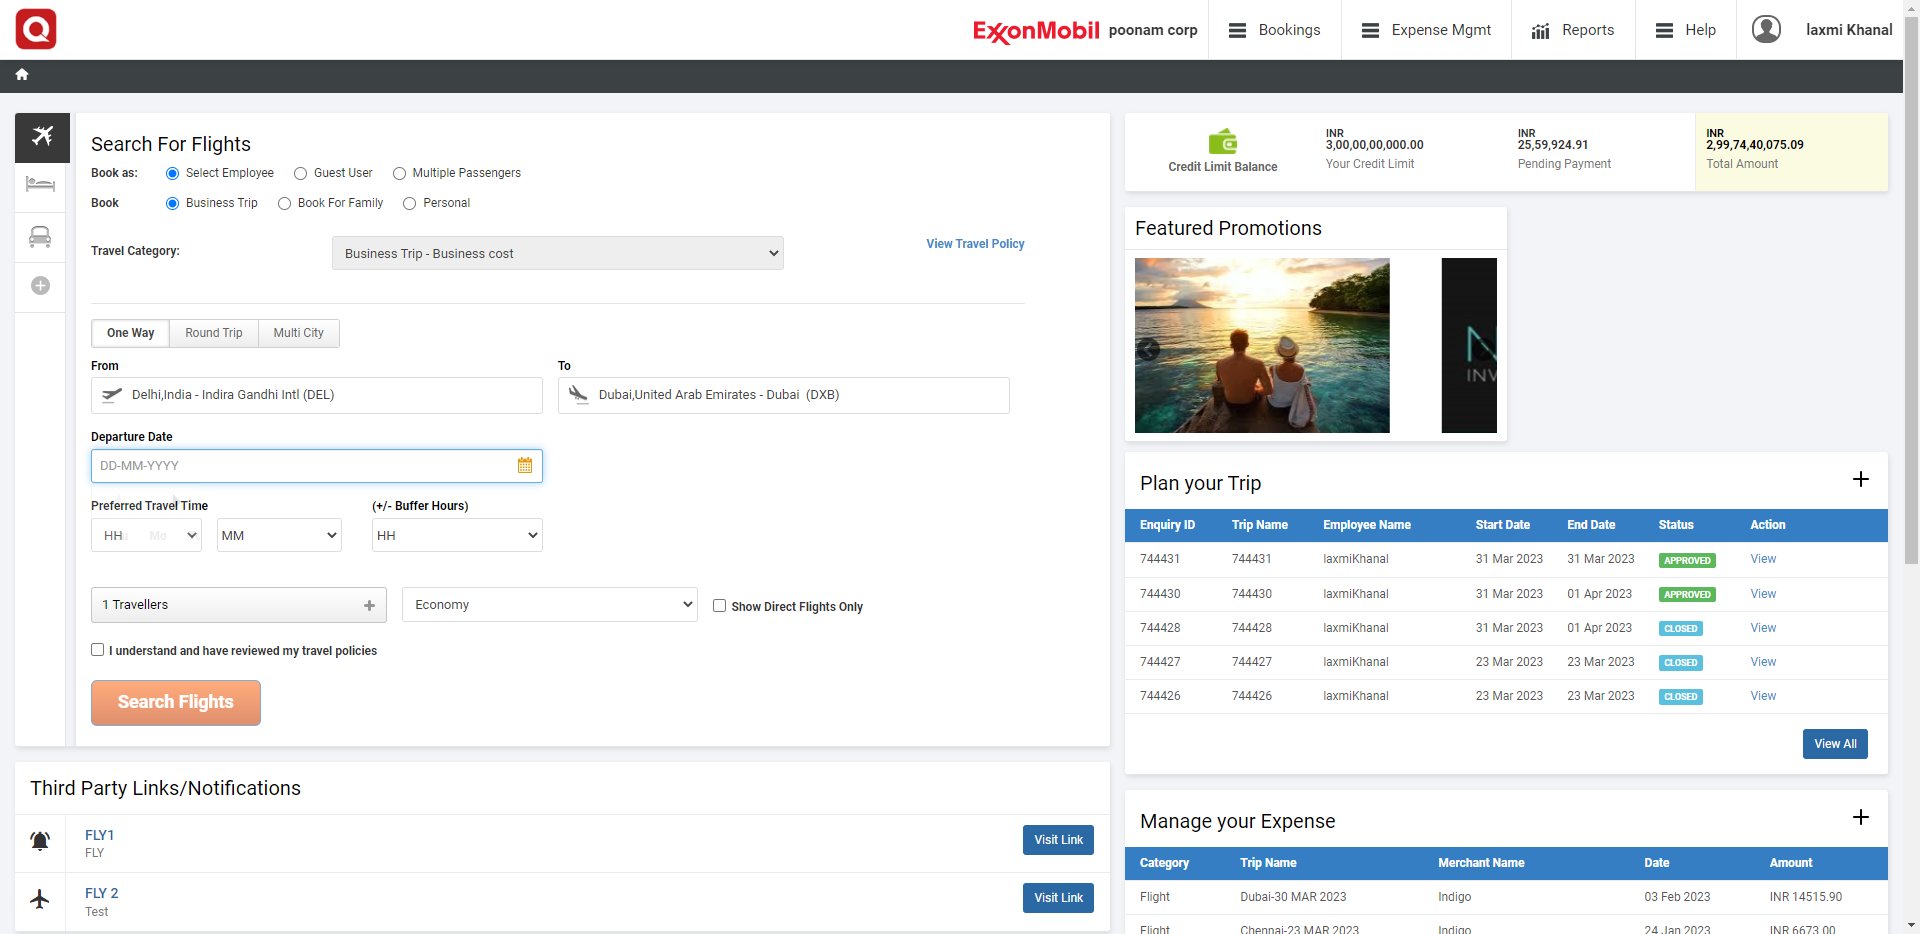 Q
ExxonMobil poonam corp
Bookings
Expense Mgmt
Reports
Help
laxmi Khanal
Search For Flights
Book as: Select Employee Guest User Multiple Passengers
Book Business Trip Book For Family Personal
Travel Category: Business Trip - Business cost View Travel Policy
One Way Round Trip Multi City
From To
Delhi,India - Indira Gandhi Intl (DEL) Dubai,United Arab Emirates - Dubai (DXB)
Departure Date
DD-MM-YYYY
Preferred Travel Time (+/- Buffer Hours)
HH Mo MM HH
1 Travellers Economy Show Direct Flights Only
I understand and have reviewed my travel policies
Search Flights
Third Party Links/Notifications
FLY1
FLY
Visit Link
FLY 2
Test
Visit Link
Credit Limit Balance
INR
3,00,00,00,000.00
Your Credit Limit
INR
25,59,924.91
Pending Payment
INR
2,99,74,40,075.09
Total Amount
Featured Promotions
N
INV
Plan your Trip
Enquiry ID Trip Name Employee Name Start Date End Date Status Action
744431 744431 laxmiKhanal 31 Mar 2023 31 Mar 2023 APPROVED View
744430 744430 laxmiKhanal 31 Mar 2023 01 Apr 2023 APPROVED View
744428 744428 laxmiKhanal 31 Mar 2023 01 Apr 2023 CLOSED View
744427 744427 laxmiKhanal 23 Mar 2023 23 Mar 2023 CLOSED View
744426 744426 laxmiKhanal 23 Mar 2023 23 Mar 2023 CLOSED View
View All
Manage your Expense
Category Trip Name Merchant Name Date Amount
Flight Dubai-30 MAR 2023 Indigo 03 Feb 2023 INR 14515.90
Flight Chennai-23 MAR 2023 Indigo 24 Jan 2023 INR 6673.00